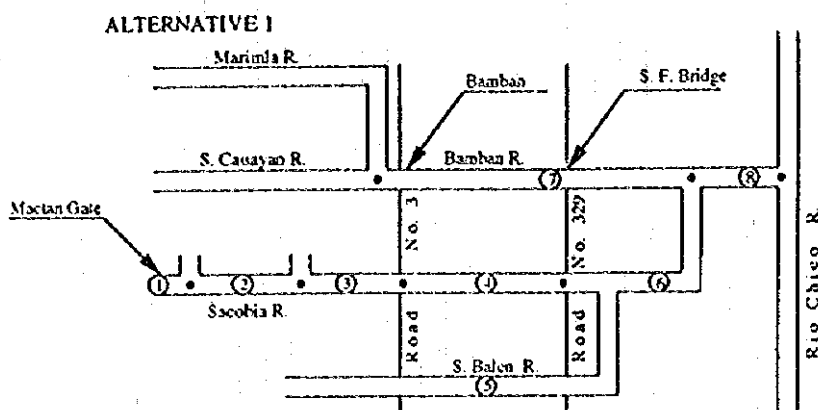 ALTERNATIVE 1
Marimla R.
Bamban
S. F. Bridge
S. Cauayan R.
Bamban R.
7
8
Mactan Gate
No. 3
No. 329
1
2
3
4
6
Sacobia R.
Road
Road
S. Balen R.
5
Rio Chico R.